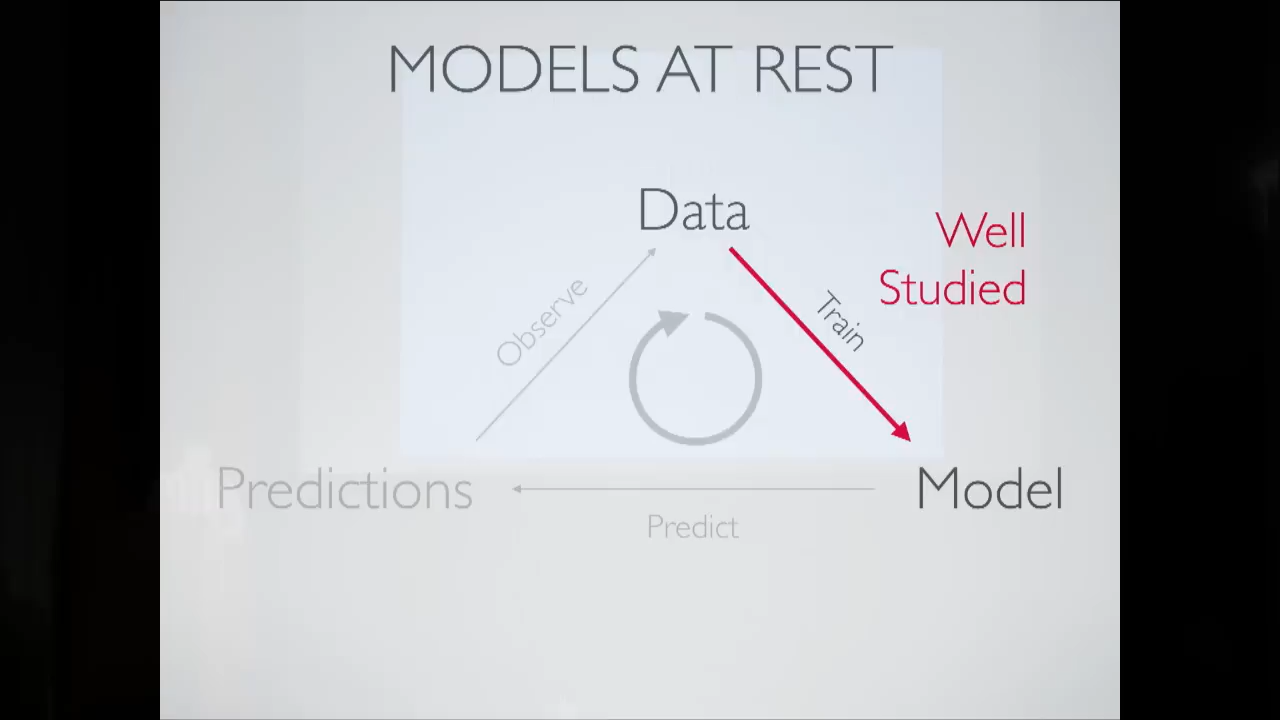 MODELS AT REST
Data
Well
Studied
Observe
Train
Predictions
Model
Predict